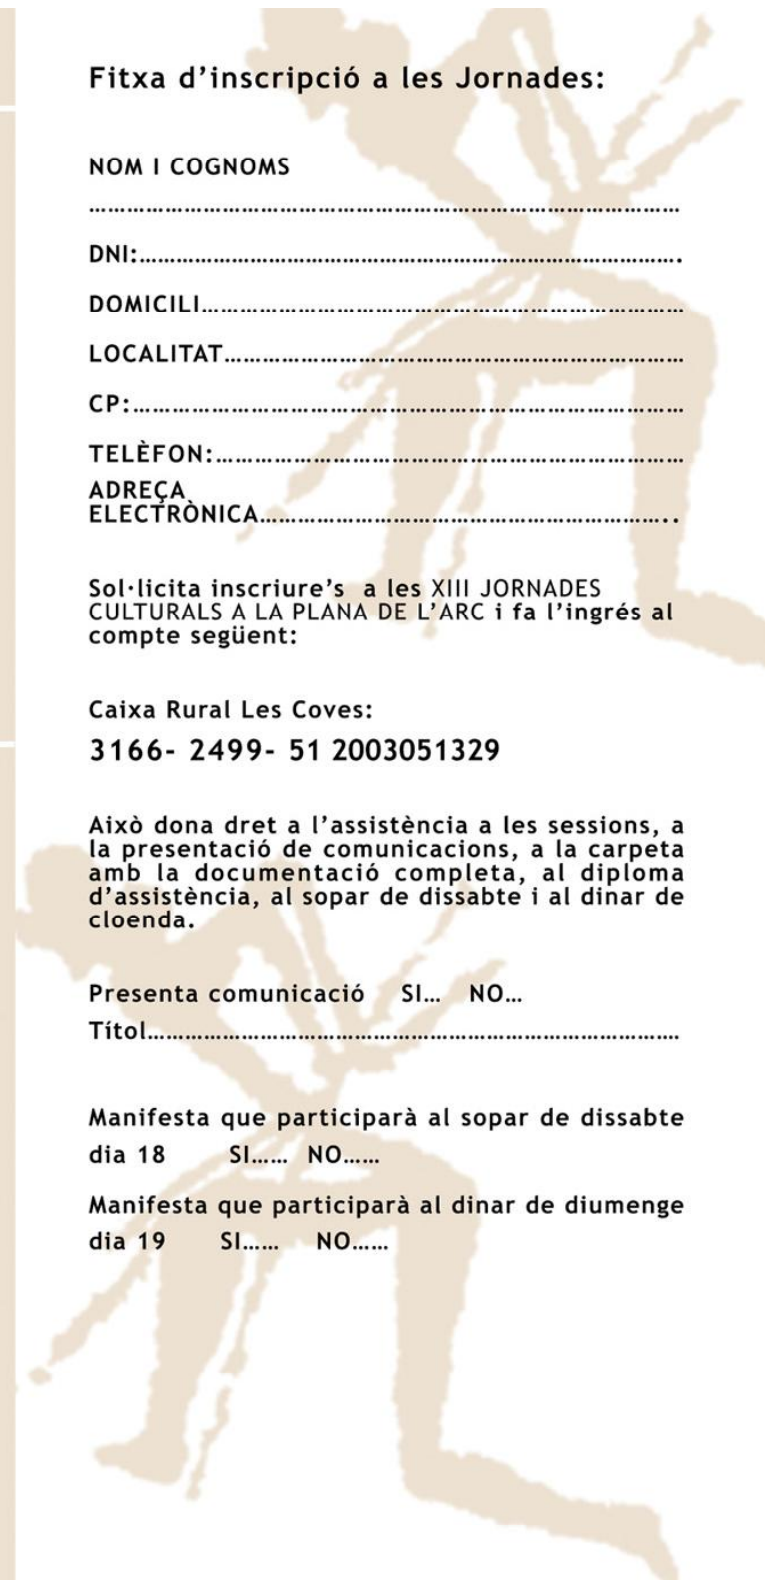 Fitxa d’inscripció a les Jornades:
NOM I COGNOMS
………………………………………………………………………………
DNI:……………………………………………………………………….
DOMICILI………………………………………………………………
LOCALITAT……………………………………………………………
CP:…………………………………………………………………………
TELÈFON:………………………………………………………………
ADREÇA
ELECTRÒNICA……………………………………………………..
Sol·licita inscriure’s  a les XIII JORNADES
CULTURALS A LA PLANA DE L’ARC i fa l’ingrés al
compte següent:
Caixa Rural Les Coves:
3166- 2499- 51 2003051329
Això dona dret a l’assistència a les sessions, a
la presentació de comunicacions, a la carpeta
amb la documentació completa, al diploma
d’assistència, al sopar de dissabte i al dinar de
cloenda.
Presenta comunicació SI… NO…
Títol………………………………………………………………………….
Manifesta que participarà al sopar de dissabte
dia 18 SI…… NO……
Manifesta que participarà al dinar de diumenge
dia 19 SI…… NO……